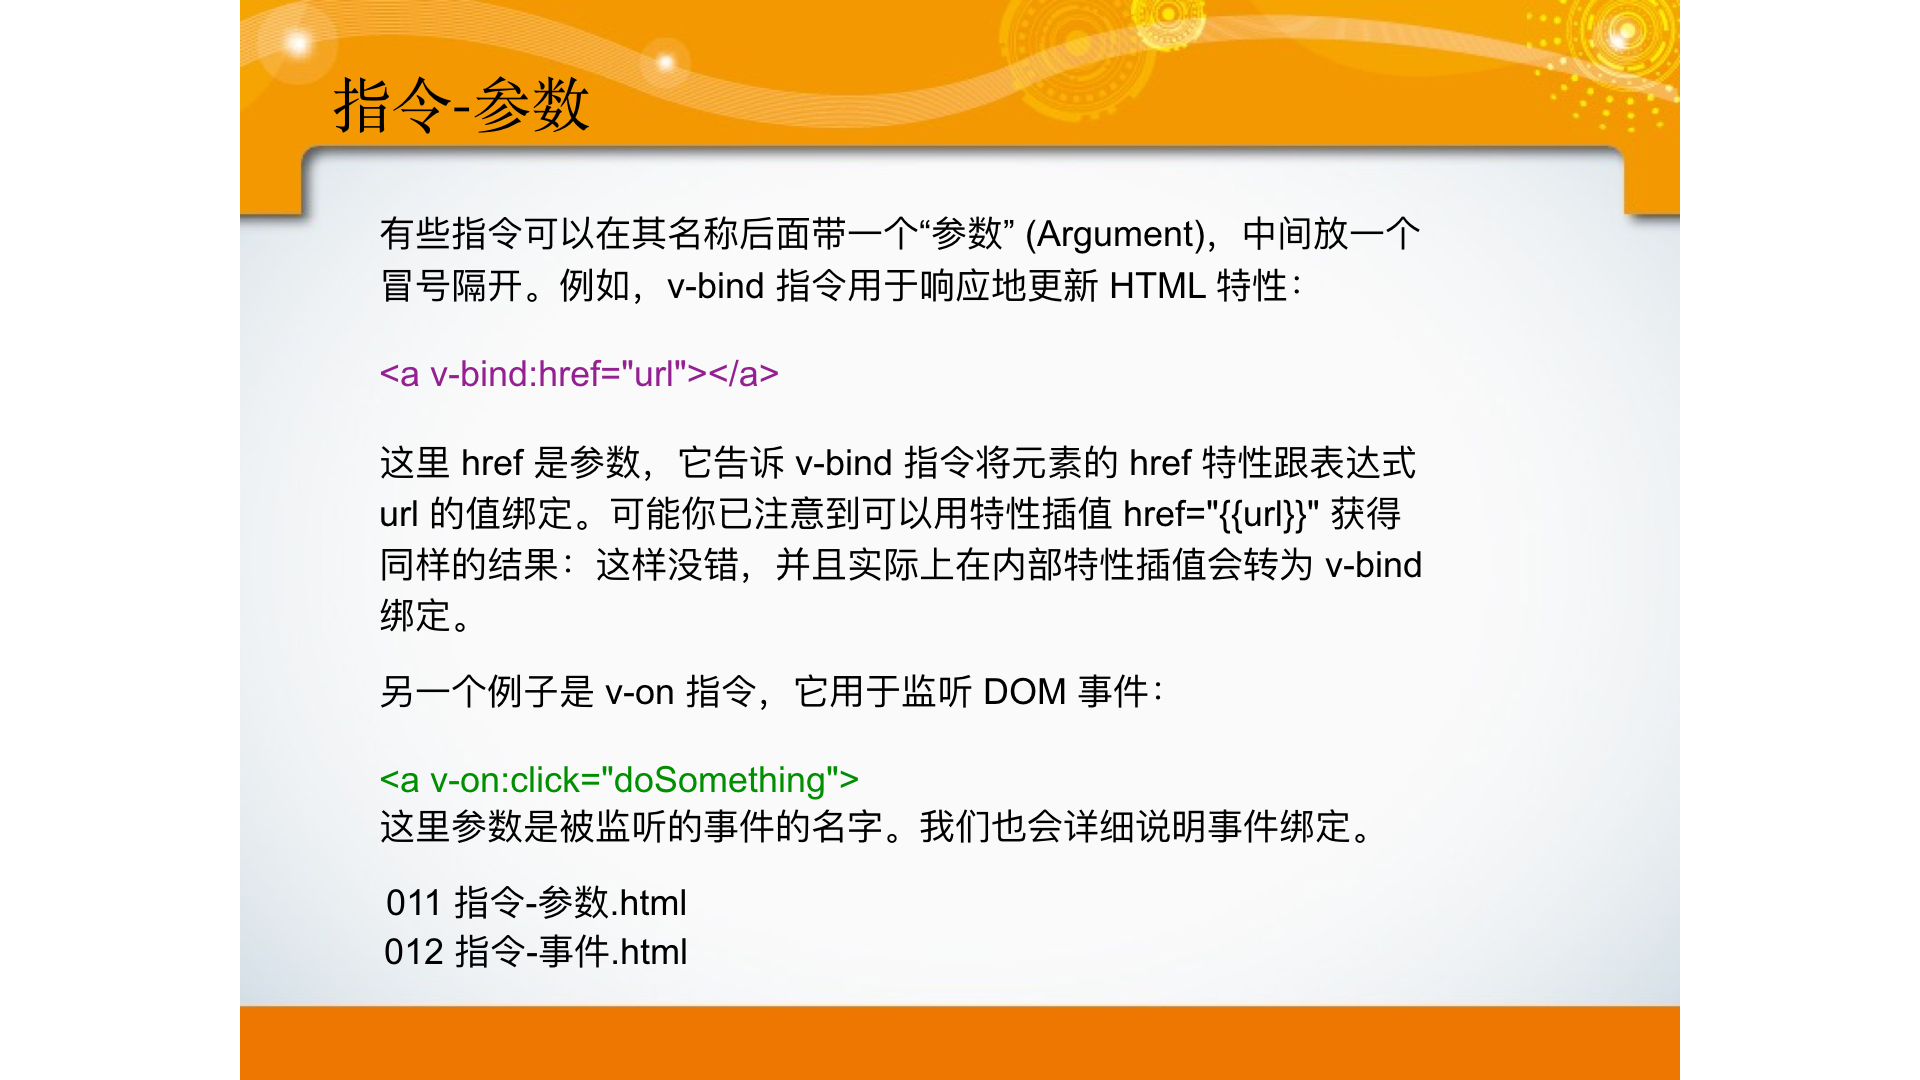 指令-参数
有些指令可以在其名称后面带一个“参数” (Argument)，中间放一个
冒号隔开。例如，v-bind 指令用于响应地更新 HTML 特性：
<a v-bind:href="url"></a>
这里 href 是参数，它告诉 v-bind 指令将元素的 href 特性跟表达式
url 的值绑定。可能你已注意到可以用特性插值 href="{{url}}" 获得
同样的结果：这样没错，并且实际上在内部特性插值会转为 v-bind
绑定。
另一个例子是 v-on 指令，它用于监听 DOM 事件：
<a v-on:click="doSomething">
这里参数是被监听的事件的名字。我们也会详细说明事件绑定。
011 指令-参数.html
012 指令-事件.html